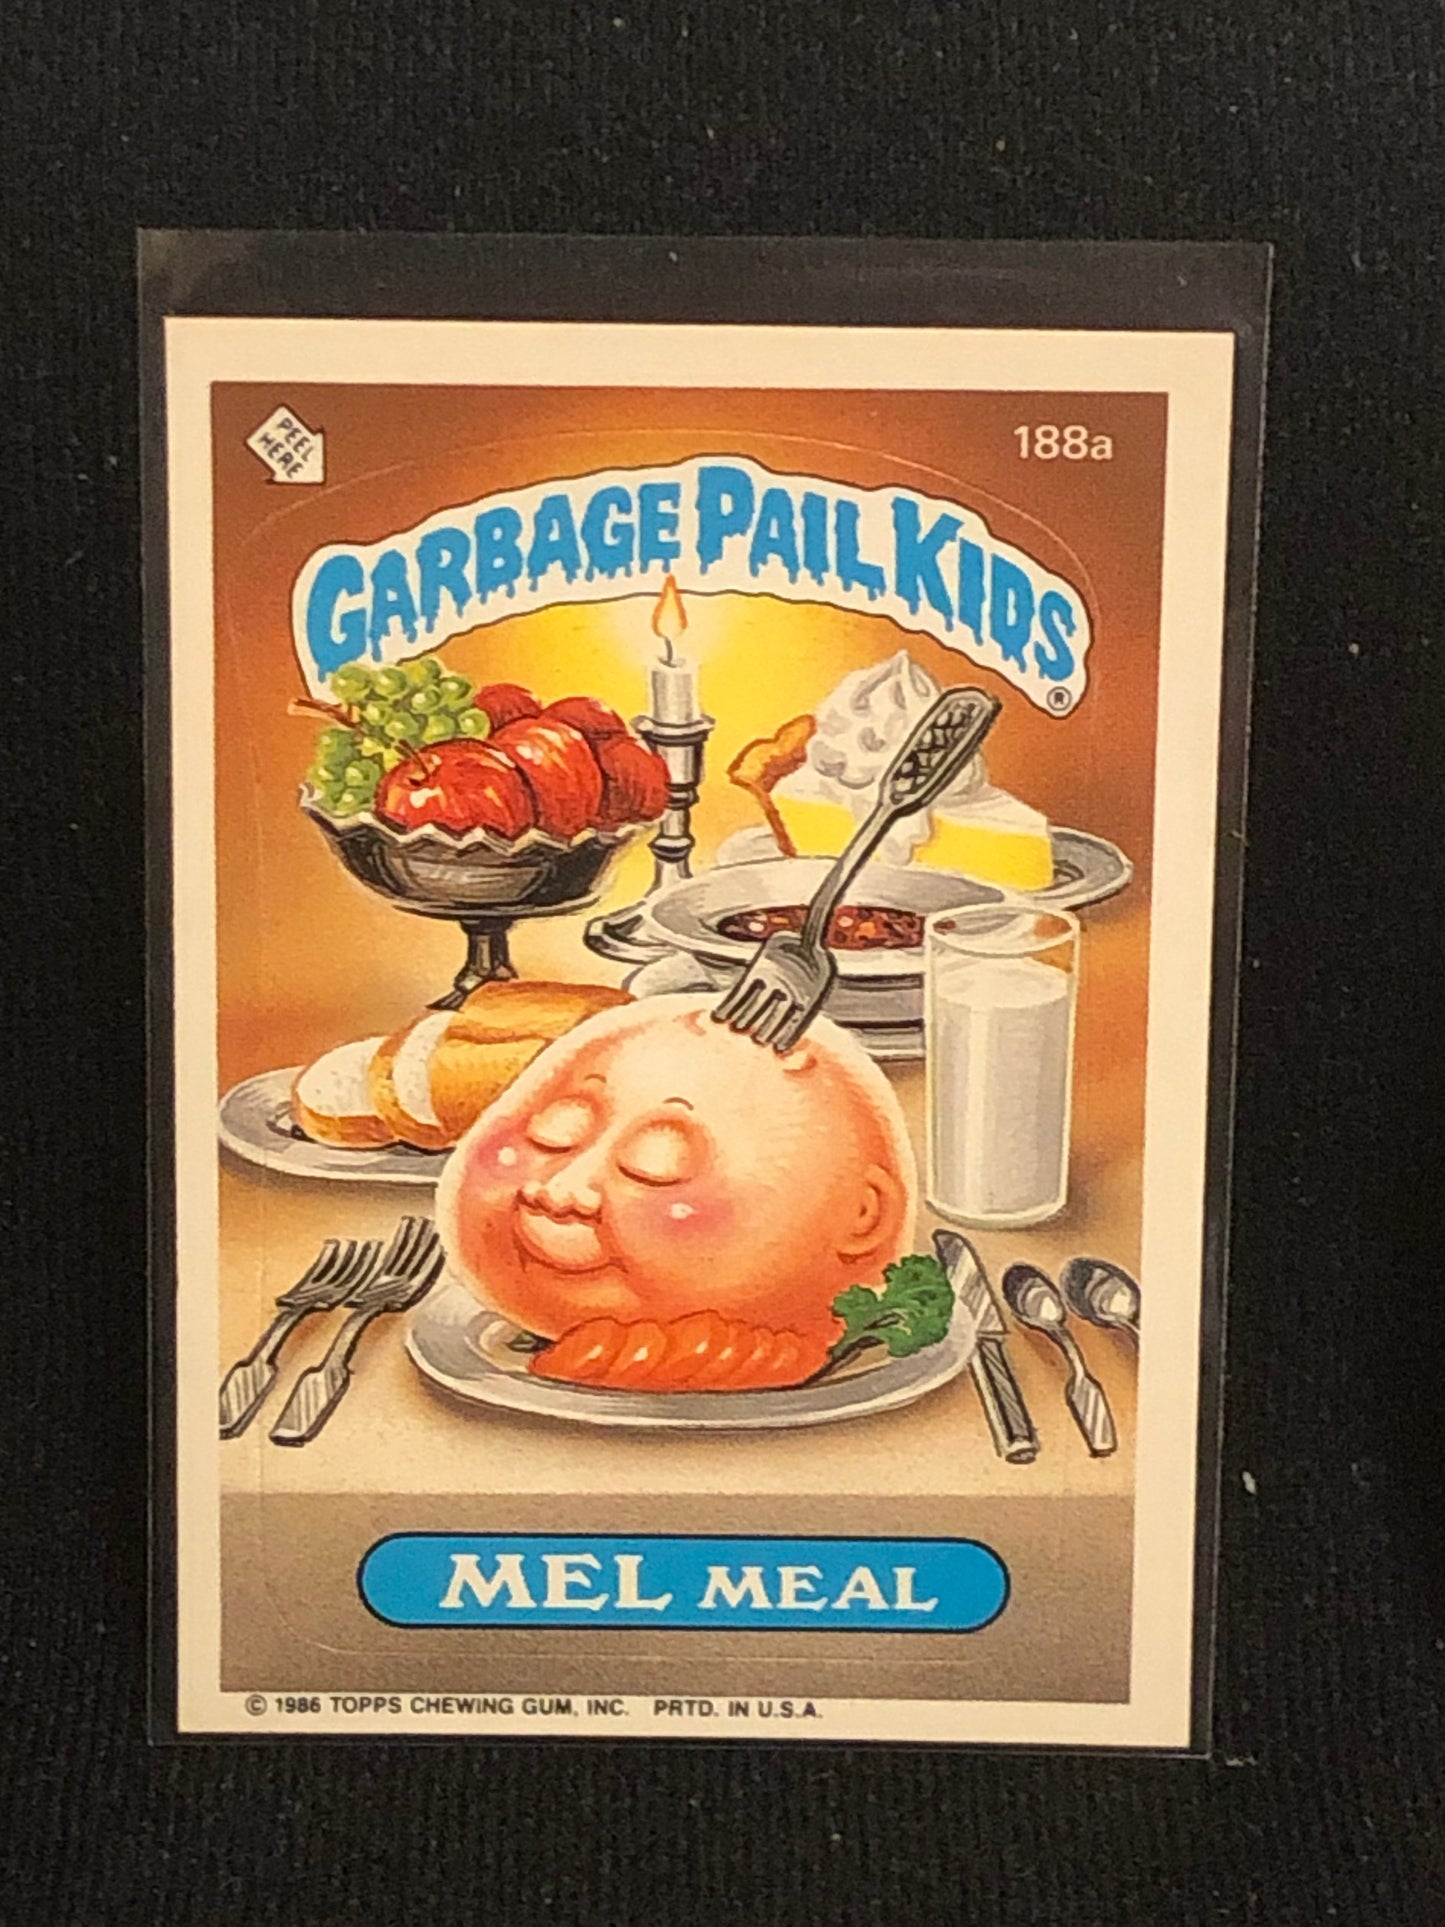 PEEL
HERE
188a
GARBAGE PAIL KIDS®
MEL MEAL
© 1986 TOPPS CHEWING GUM, INC. PRTD. IN U.S.A.